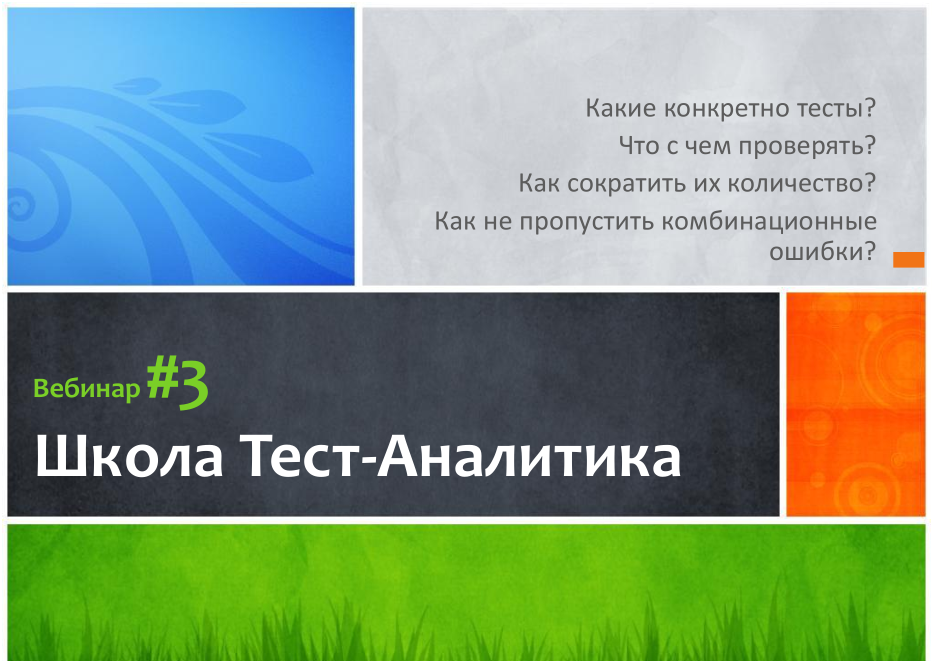 Какие конкретно тесты?
Что с чем проверять?
Как сократить их количество?
Как не пропустить комбинационные
ошибки?
Вебинар #3
Школа Тест-Аналитика